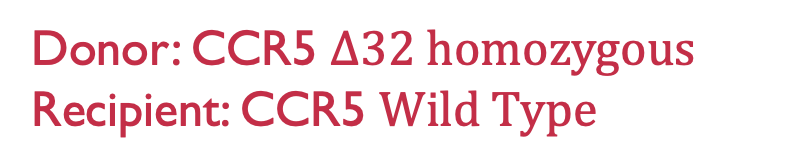 Donor: CCR5 Δ32 homozygous
Recipient: CCR5 Wild Type